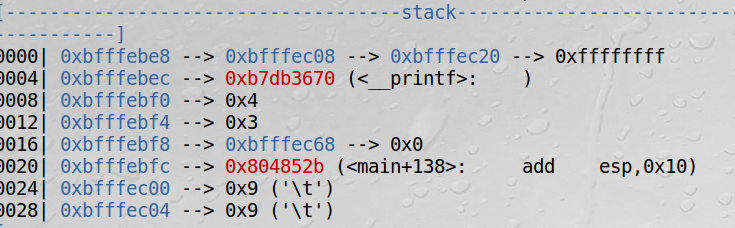 [------------------------------------stack-------------------------
-----------]
0000| 0xbfffebe8 --> 0xbfffec08 --> 0xbfffec20 --> 0xffffffff
0004| 0xbfffebec --> 0xb7db3670 (<__printf>: )
0008| 0xbfffebf0 --> 0x4
0012| 0xbfffebf4 --> 0x3
0016| 0xbfffebf8 --> 0xbfffec68 --> 0x0
0020| 0xbfffebfc --> 0x804852b (<main+138>: add esp,0x10)
0024| 0xbfffec00 --> 0x9 ('\t')
0028| 0xbfffec04 --> 0x9 ('\t')